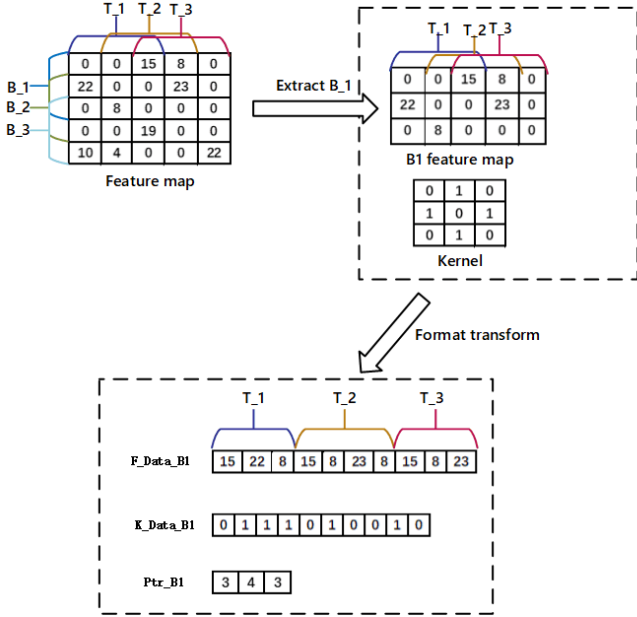 T_1 T_2 T_3
0 0 15 8 0
B_1 22 0 0 23 0
B_2 0 8 0 0 0
B_3 0 0 19 0 0
10 4 0 0 22
Feature map
Extract B_1
T_1 T_2 T_3
0 0 15 8 0
22 0 0 23 0
0 8 0 0 0
B1 feature map
0 1 0
1 0 1
0 1 0
Kernel
Format transform
T_1 T_2 T_3
F_Data_B1 15 22 8 15 8 23 8 15 8 23
K_Data_B1 0 1 1 1 0 1 0 0 1 0
Ptr_B1 3 4 3